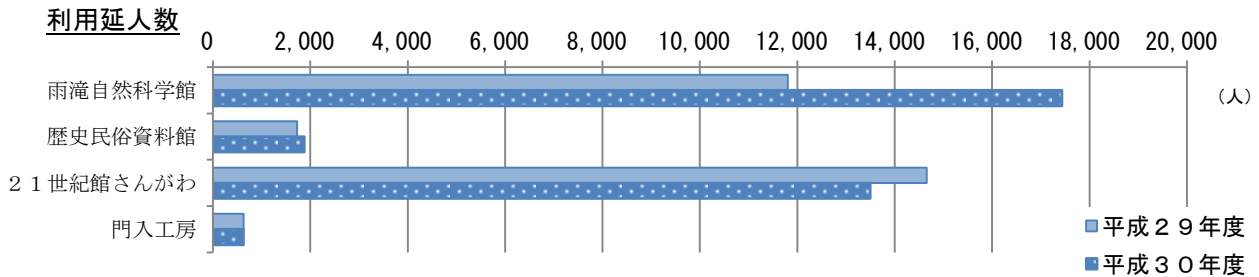 利用延人数
0 2,000 4,000 6,000 8,000 10,000 12,000 14,000 16,000 18,000 20,000
雨滝自然科学館
(人)
歴史民俗資料館
２１世紀館さんがわ
門入工房
平成２９年度
平成３０年度